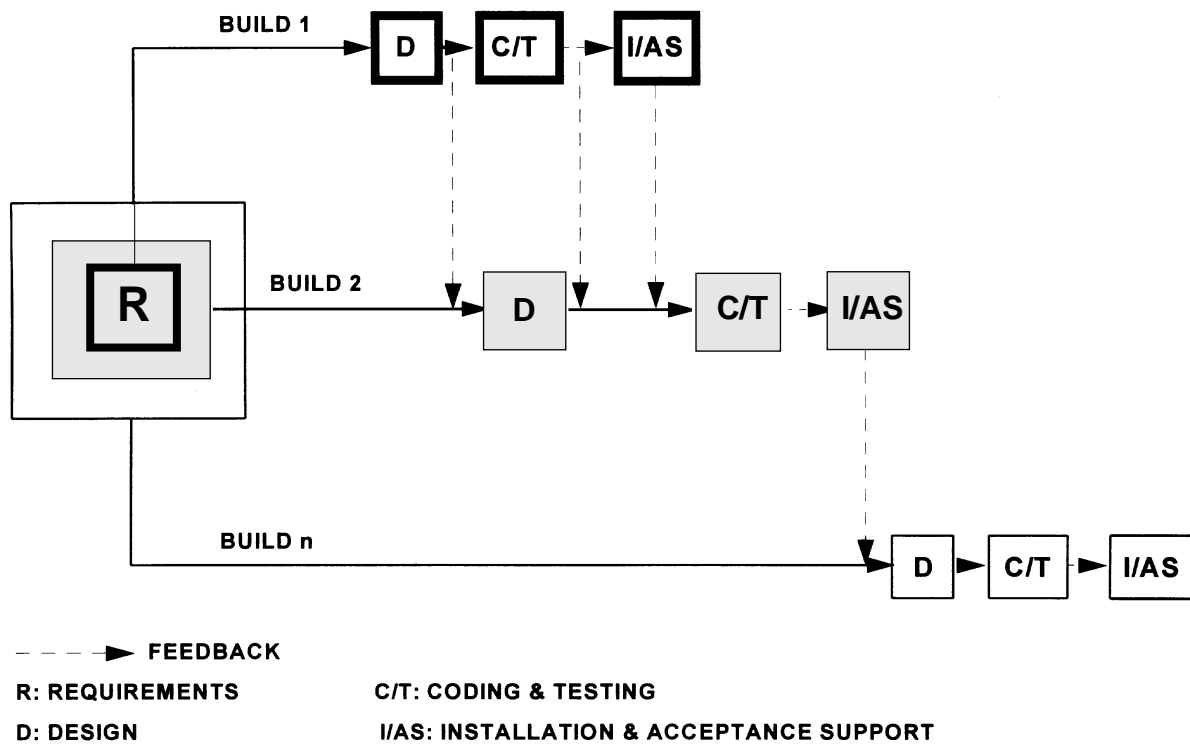 BUILD 1
D C/T I/AS
R
BUILD 2
D C/T I/AS
BUILD n
D C/T I/AS
FEEDBACK
R: REQUIREMENTS C/T: CODING & TESTING
D: DESIGN I/AS: INSTALLATION & ACCEPTANCE SUPPORT